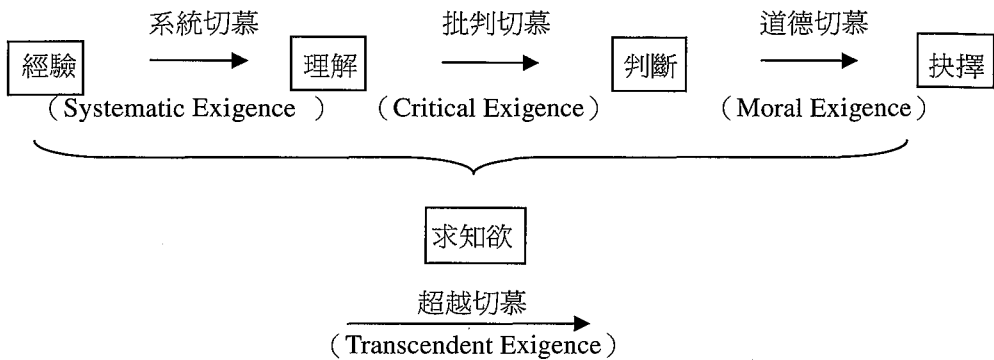 系統切慕 批判切慕 道德切慕
經驗 理解 判斷 抉擇
（Systematic Exigence ） （Critical Exigence） （Moral Exigence）
求知欲
超越切慕
（Transcendent Exigence）